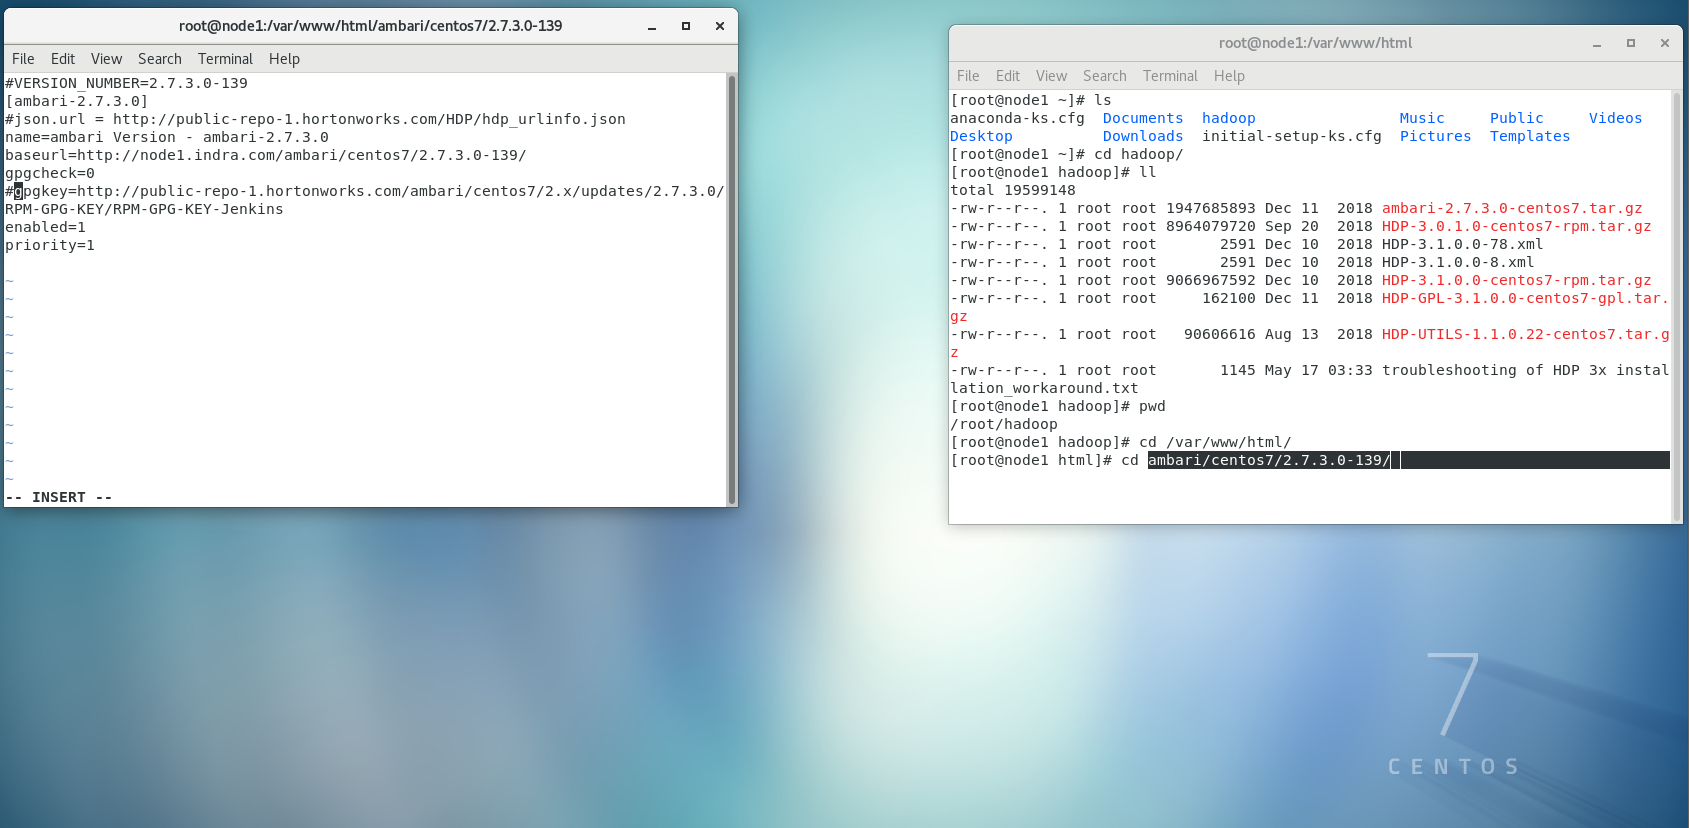 root@node1:/var/www/html/ambari/centos7/2.7.3.0-139
File Edit View Search Terminal Help
#VERSION_NUMBER=2.7.3.0-139
[ambari-2.7.3.0]
#json.url = http://public-repo-1.hortonworks.com/HDP/hdp_urlinfo.json
name=ambari Version - ambari-2.7.3.0
baseurl=http://node1.indra.com/ambari/centos7/2.7.3.0-139/
gpgcheck=0
#gpgkey=http://public-repo-1.hortonworks.com/ambari/centos7/2.x/updates/2.7.3.0/
RPM-GPG-KEY/RPM-GPG-KEY-Jenkins
enabled=1
priority=1
~
~
~
~
~
~
~
~
~
~
~
~
-- INSERT --
root@node1:/var/www/html
File Edit View Search Terminal Help
[root@node1 ~]# ls
anaconda-ks.cfg  Documents  hadoop                Music     Public     Videos
Desktop          Downloads  initial-setup-ks.cfg  Pictures  Templates
[root@node1 ~]# cd hadoop/
[root@node1 hadoop]# ll
total 19599148
-rw-r--r--. 1 root root 1947685893 Dec 11  2018 ambari-2.7.3.0-centos7.tar.gz
-rw-r--r--. 1 root root 8964079720 Sep 20  2018 HDP-3.0.1.0-centos7-rpm.tar.gz
-rw-r--r--. 1 root root       2591 Dec 10  2018 HDP-3.1.0.0-78.xml
-rw-r--r--. 1 root root       2591 Dec 10  2018 HDP-3.1.0.0-8.xml
-rw-r--r--. 1 root root 9066967592 Dec 10  2018 HDP-3.1.0.0-centos7-rpm.tar.gz
-rw-r--r--. 1 root root     162100 Dec 11  2018 HDP-GPL-3.1.0.0-centos7-gpl.tar.
gz
-rw-r--r--. 1 root root   90606616 Aug 13  2018 HDP-UTILS-1.1.0.22-centos7.tar.g
z
-rw-r--r--. 1 root root       1145 May 17 03:33 troubleshooting of HDP 3x instal
lation_workaround.txt
[root@node1 hadoop]# pwd
/root/hadoop
[root@node1 hadoop]# cd /var/www/html/
[root@node1 html]# cd ambari/centos7/2.7.3.0-139/
7
CENTOS